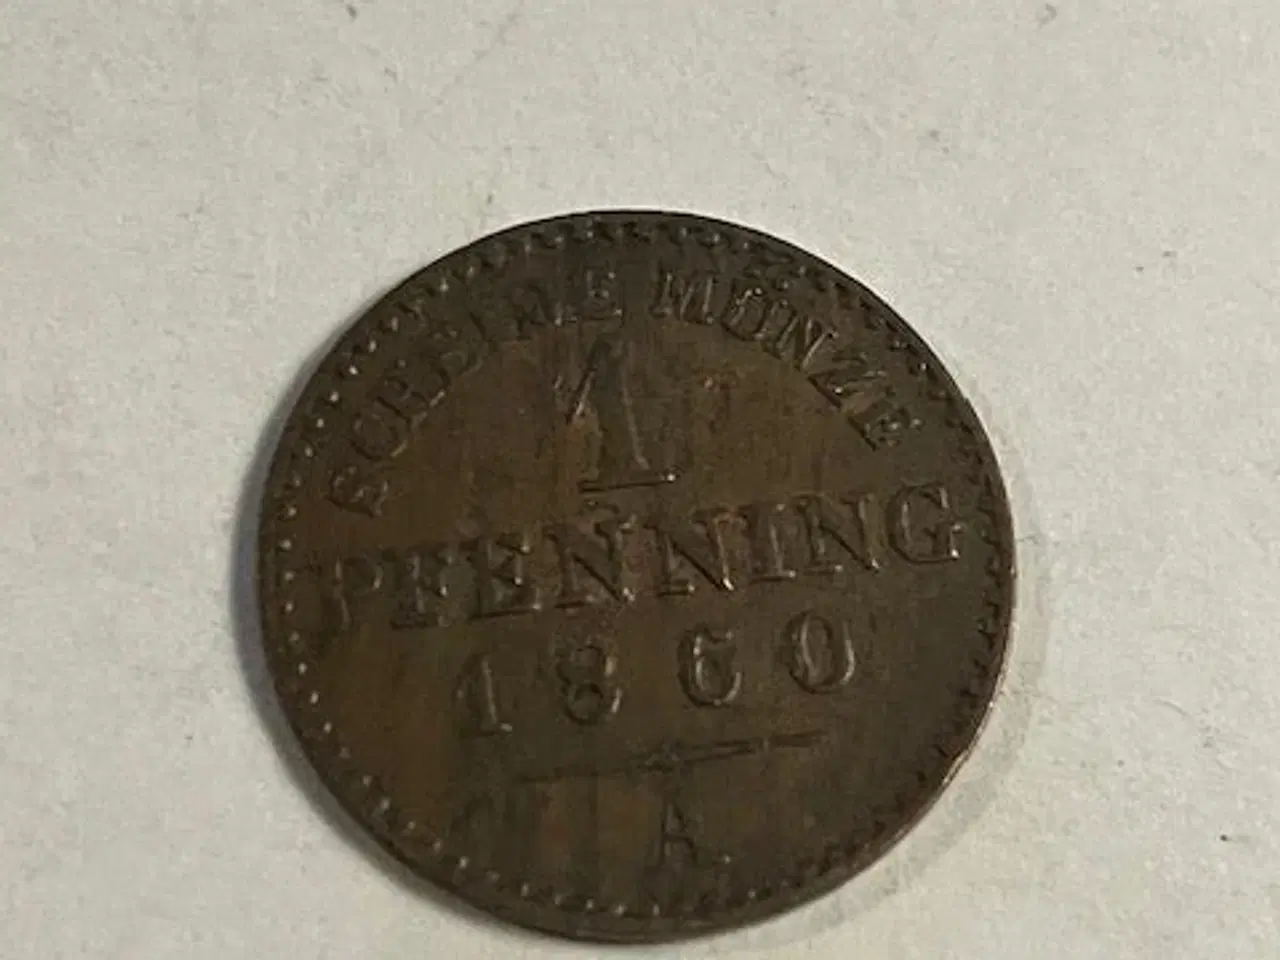 SCHEIDE MÜNZE
1
PFENNING
1860
A